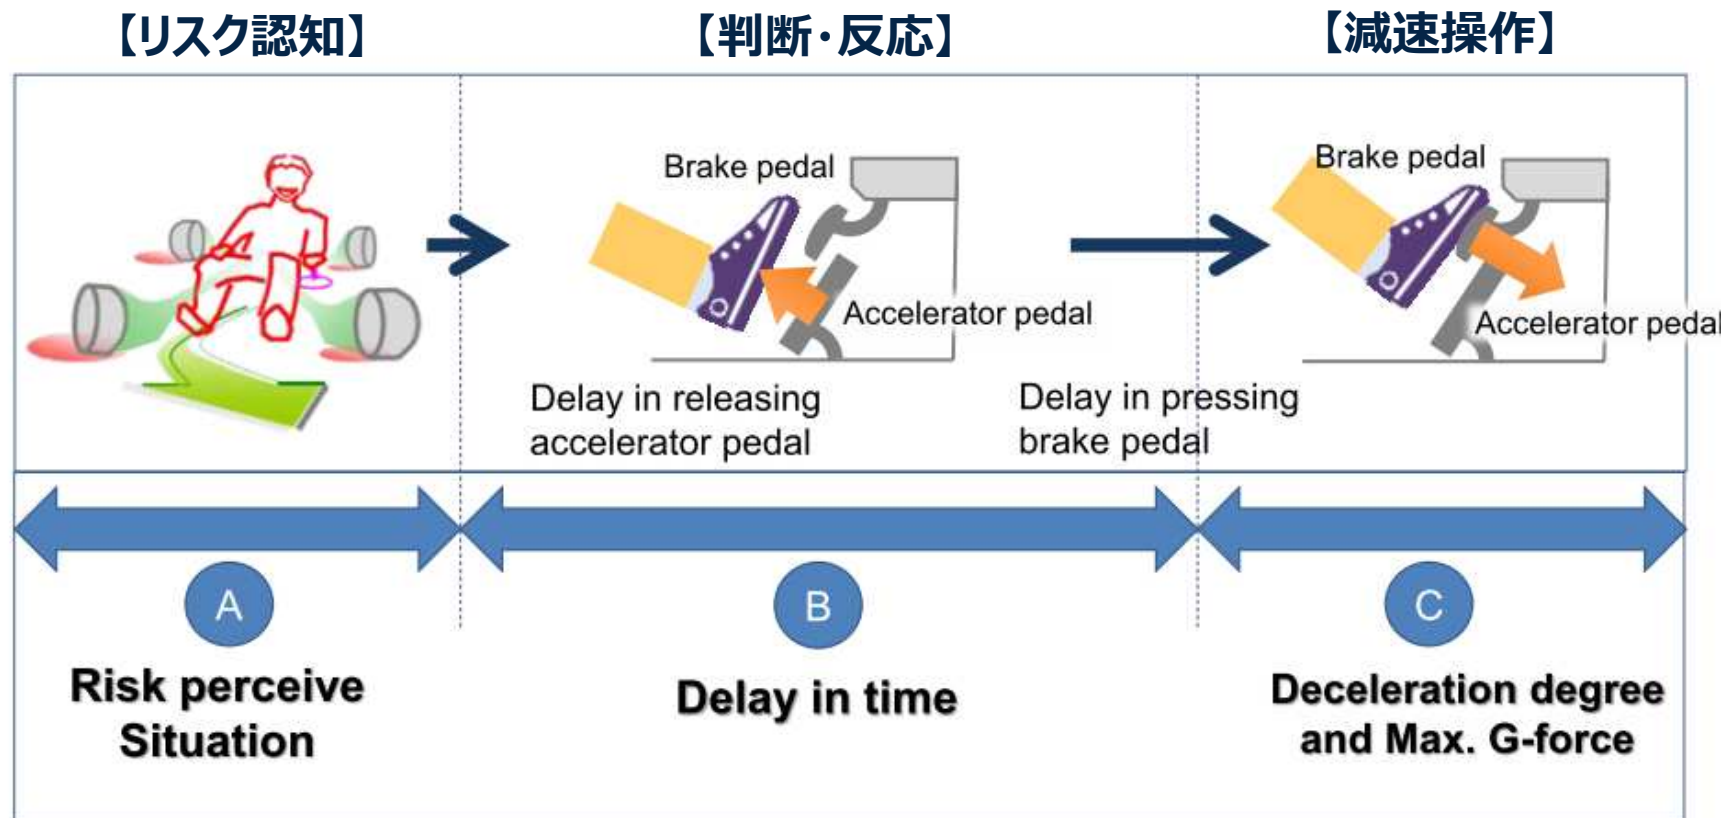 【リスク認知】
【判断・反応】
【減速操作】
Brake pedal
Accelerator pedal
Delay in releasing
accelerator pedal
Delay in pressing
brake pedal
Brake pedal
Accelerator pedal
A
B
C
Risk perceive
Situation
Delay in time
Deceleration degree
and Max. G-force